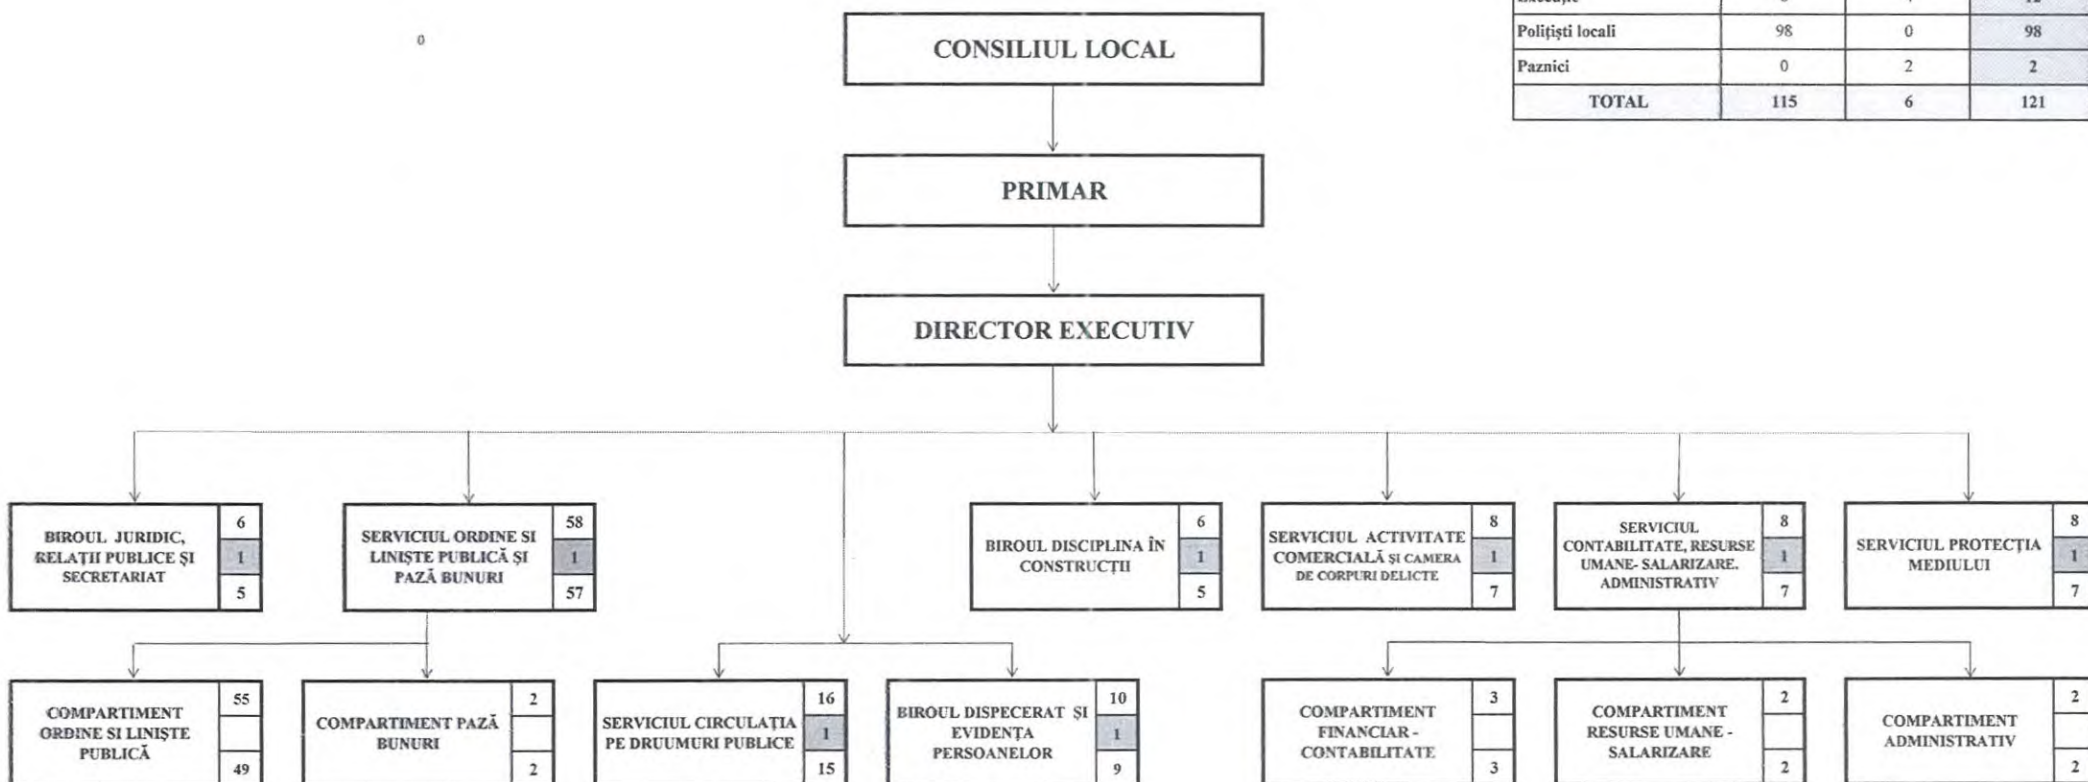 12
0
CONSILIUL LOCAL
Polițiști locali 98 0 98
Paznici 0 2 2
TOTAL 115 6 121
PRIMAR
DIRECTOR EXECUTIV
BIROUL JURIDIC,
RELAȚII PUBLICE ȘI
SECRETARIAT
6
1
5
SERVICIUL ORDINE SI
LINIȘTE PUBLICĂ ȘI
PAZĂ BUNURI
58
1
57
BIROUL DISCIPLINA ÎN
CONSTRUCȚII
6
1
5
SERVICIUL ACTIVITATE
COMERCIALĂ ȘI CAMERA
DE CORPURI DELICTE
8
1
7
SERVICIUL
CONTABILITATE, RESURSE
UMANE- SALARIZARE.
ADMINISTRATIV
8
1
7
SERVICIUL PROTECȚIA
MEDIULUI
8
1
7
COMPARTIMENT
ORDINE SI LINIȘTE
PUBLICĂ
55
49
COMPARTIMENT PAZĂ
BUNURI
2
2
SERVICIUL CIRCULAȚIA
PE DRUUMURI PUBLICE
16
1
15
BIROUL DISPECERAT ȘI
EVIDENȚA
PERSOANELOR
10
1
9
COMPARTIMENT
FINANCIAR -
CONTABILITATE
3
3
COMPARTIMENT
RESURSE UMANE -
SALARIZARE
2
2
COMPARTIMENT
ADMINISTRATIV
2
2